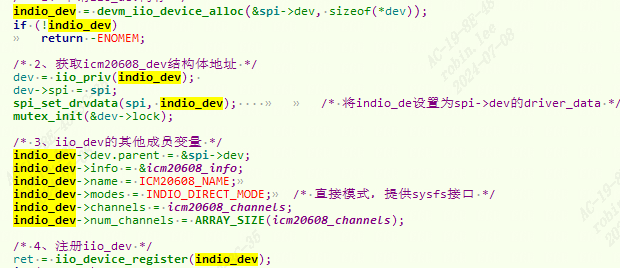 indio_dev = devm_iio_device_alloc(&spi->dev, sizeof(*dev));
if (!indio_dev)
return -ENOMEM;
/* 2、获取icm20608_dev结构体地址 */
dev = iio_priv(indio_dev);
dev->spi = spi;
spi_set_drvdata(spi, indio_dev); /* 将indio_de设置为spi->dev的driver_data */
mutex_init(&dev->lock);
/* 3、iio_dev的其他成员变量 */
indio_dev->dev.parent = &spi->dev;
indio_dev->info = &icm20608_info;
indio_dev->name = ICM20608_NAME;
indio_dev->modes = INDIO_DIRECT_MODE; /* 直接模式，提供sysfs接口 */
indio_dev->channels = icm20608_channels;
indio_dev->num_channels = ARRAY_SIZE(icm20608_channels);
/* 4、注册iio_dev */
ret = iio_device_register(indio_dev);
AC-19-8E-48
robin.lee
2024-07-08